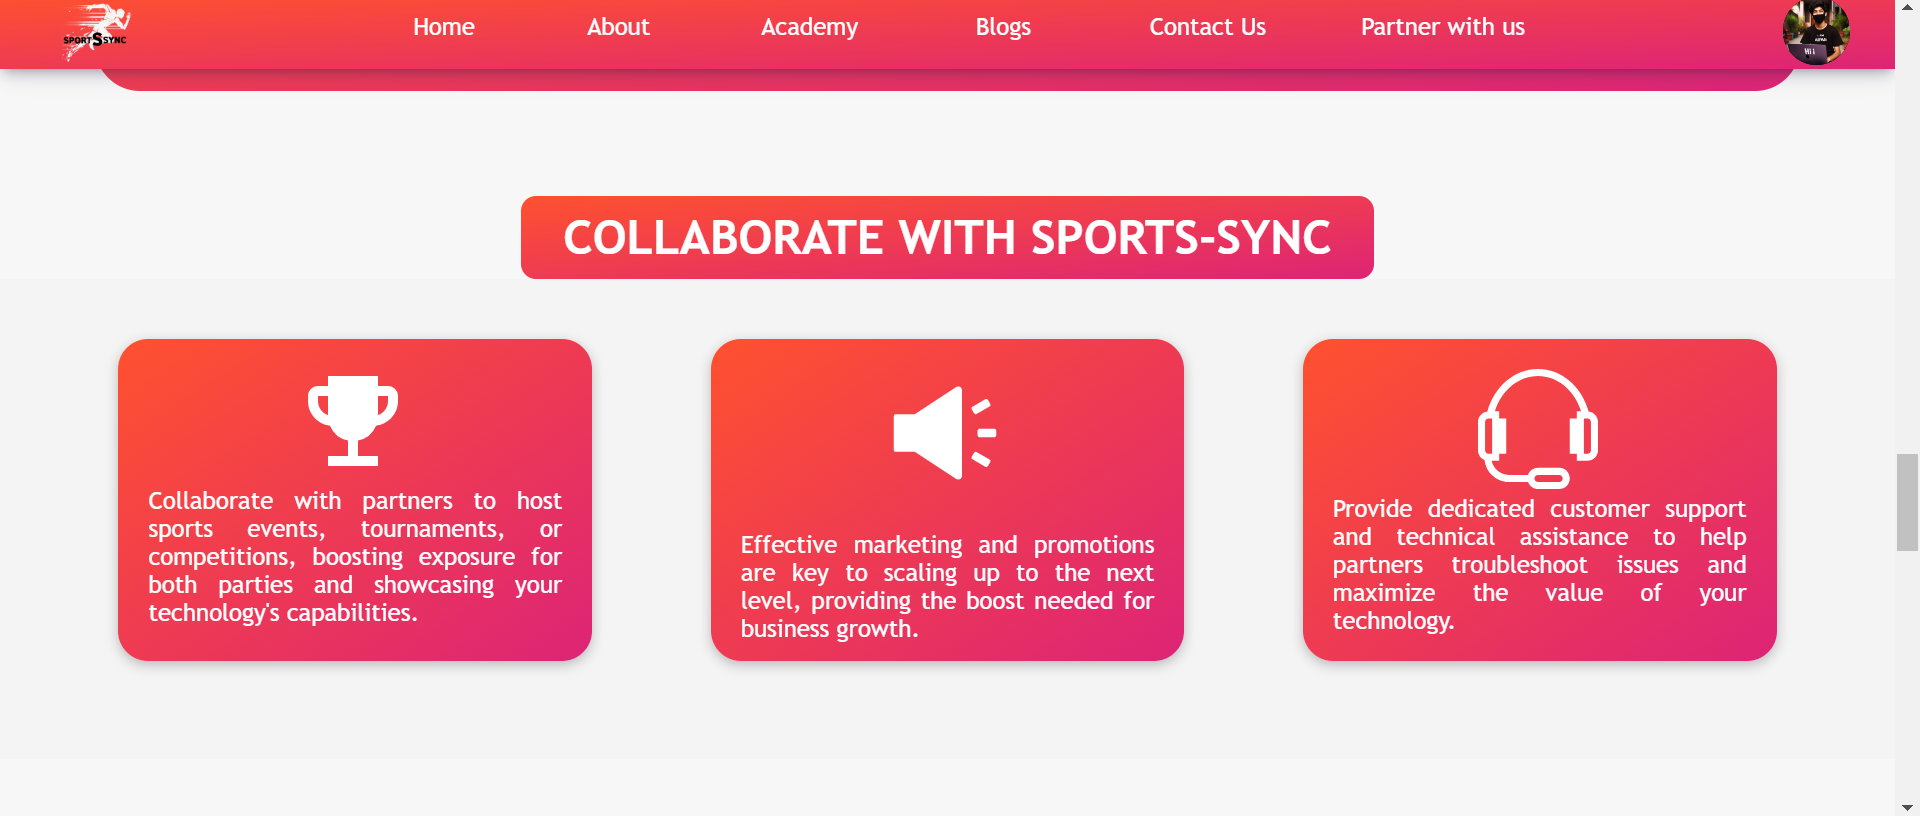 SPORTSSYNC
Home About Academy Blogs Contact Us Partner with us
COLLABORATE WITH SPORTS-SYNC
Collaborate with partners to host
sports events, tournaments, or
competitions, boosting exposure for
both parties and showcasing your
technology's capabilities.
Effective marketing and promotions
are key to scaling up to the next
level, providing the boost needed for
business growth.
Provide dedicated customer support
and technical assistance to help
partners troubleshoot issues and
maximize the value of your
technology.